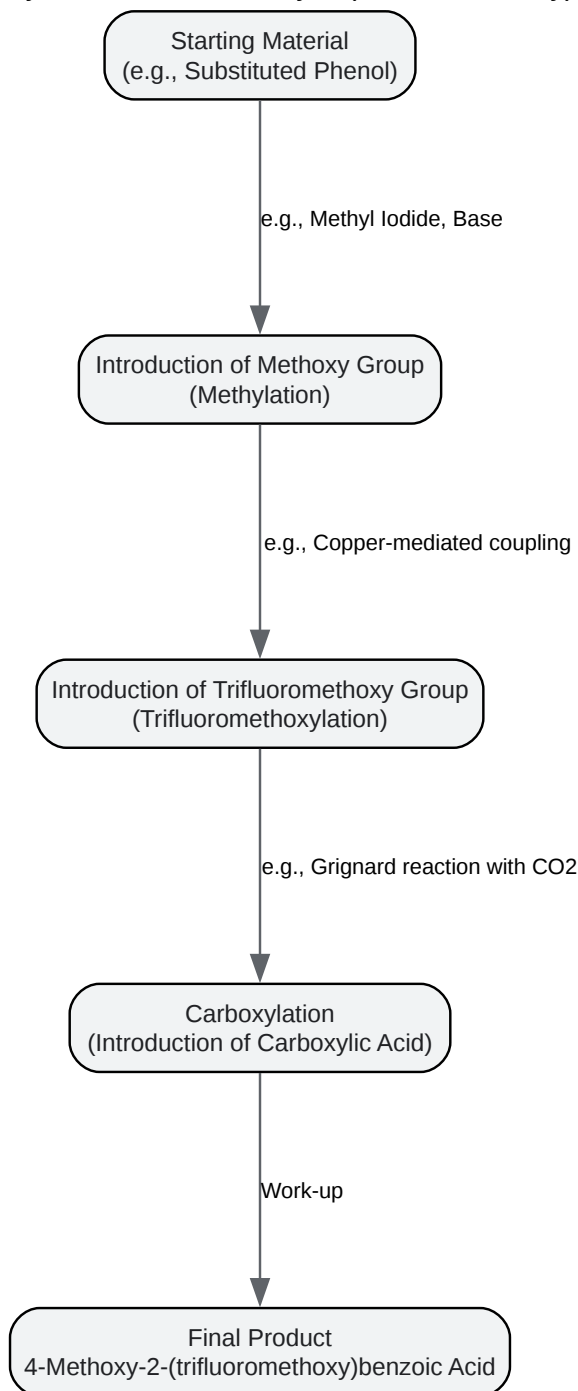 Starting Material
(e.g., Substituted Phenol)
e.g., Methyl Iodide, Base
Introduction of Methoxy Group
(Methylation)
e.g., Copper-mediated coupling
Introduction of Trifluoromethoxy Group
(Trifluoromethoxylation)
e.g., Grignard reaction with CO2
Carboxylation
(Introduction of Carboxylic Acid)
Work-up
Final Product
4-Methoxy-2-(trifluoromethoxy)benzoic Acid